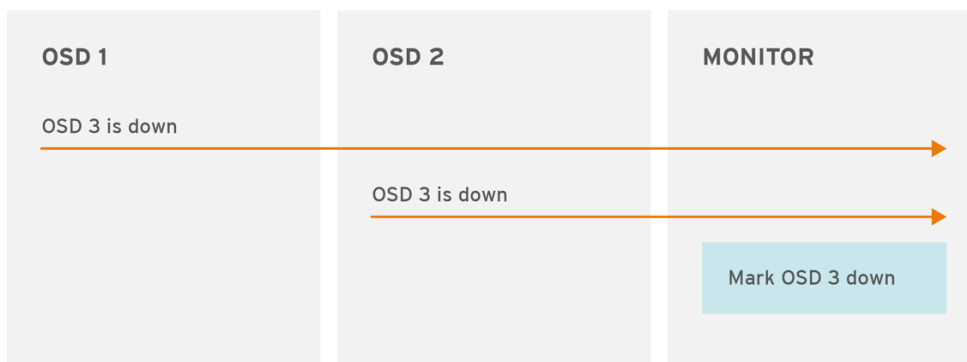 OSD 1
OSD 2
MONITOR
OSD 3 is down
OSD 3 is down
Mark OSD 3 down